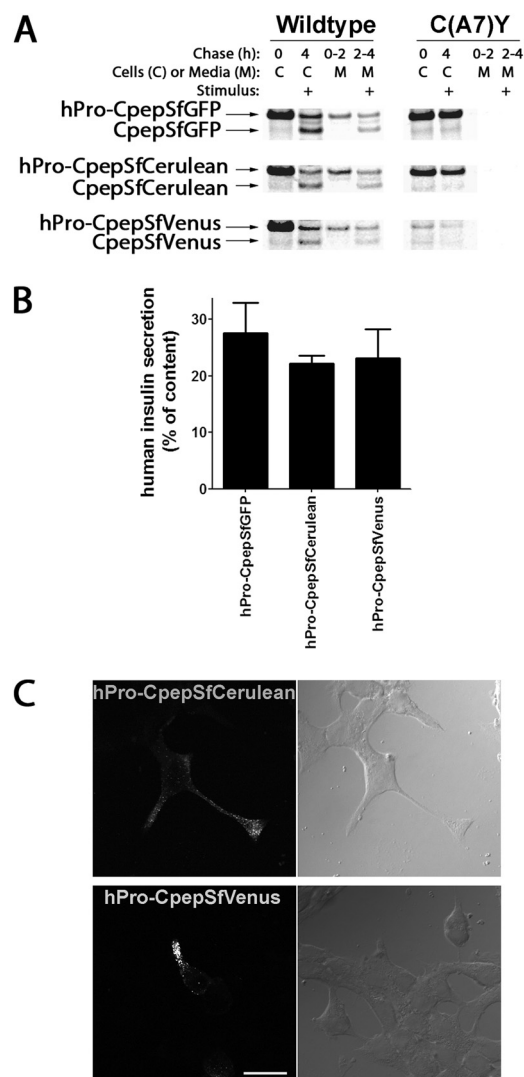 A
Wildtype C(A7)Y
Chase (h): 0 4 0-2 2-4 0 4 0-2 2-4
Cells (C) or Media (M): C C M M C C M M
Stimulus: + + + +
hPro-CpepSfGFP
CpepSfGFP
hPro-CpepSfCerulean
CpepSfCerulean
hPro-CpepSfVenus
CpepSfVenus
B
human insulin secretion
(% of content)
30
20
10
0
hPro-CpepSfGFP
hPro-CpepSfCerulean
hPro-CpepSfVenus
C
hPro-CpepSfCerulean
hPro-CpepSfVenus